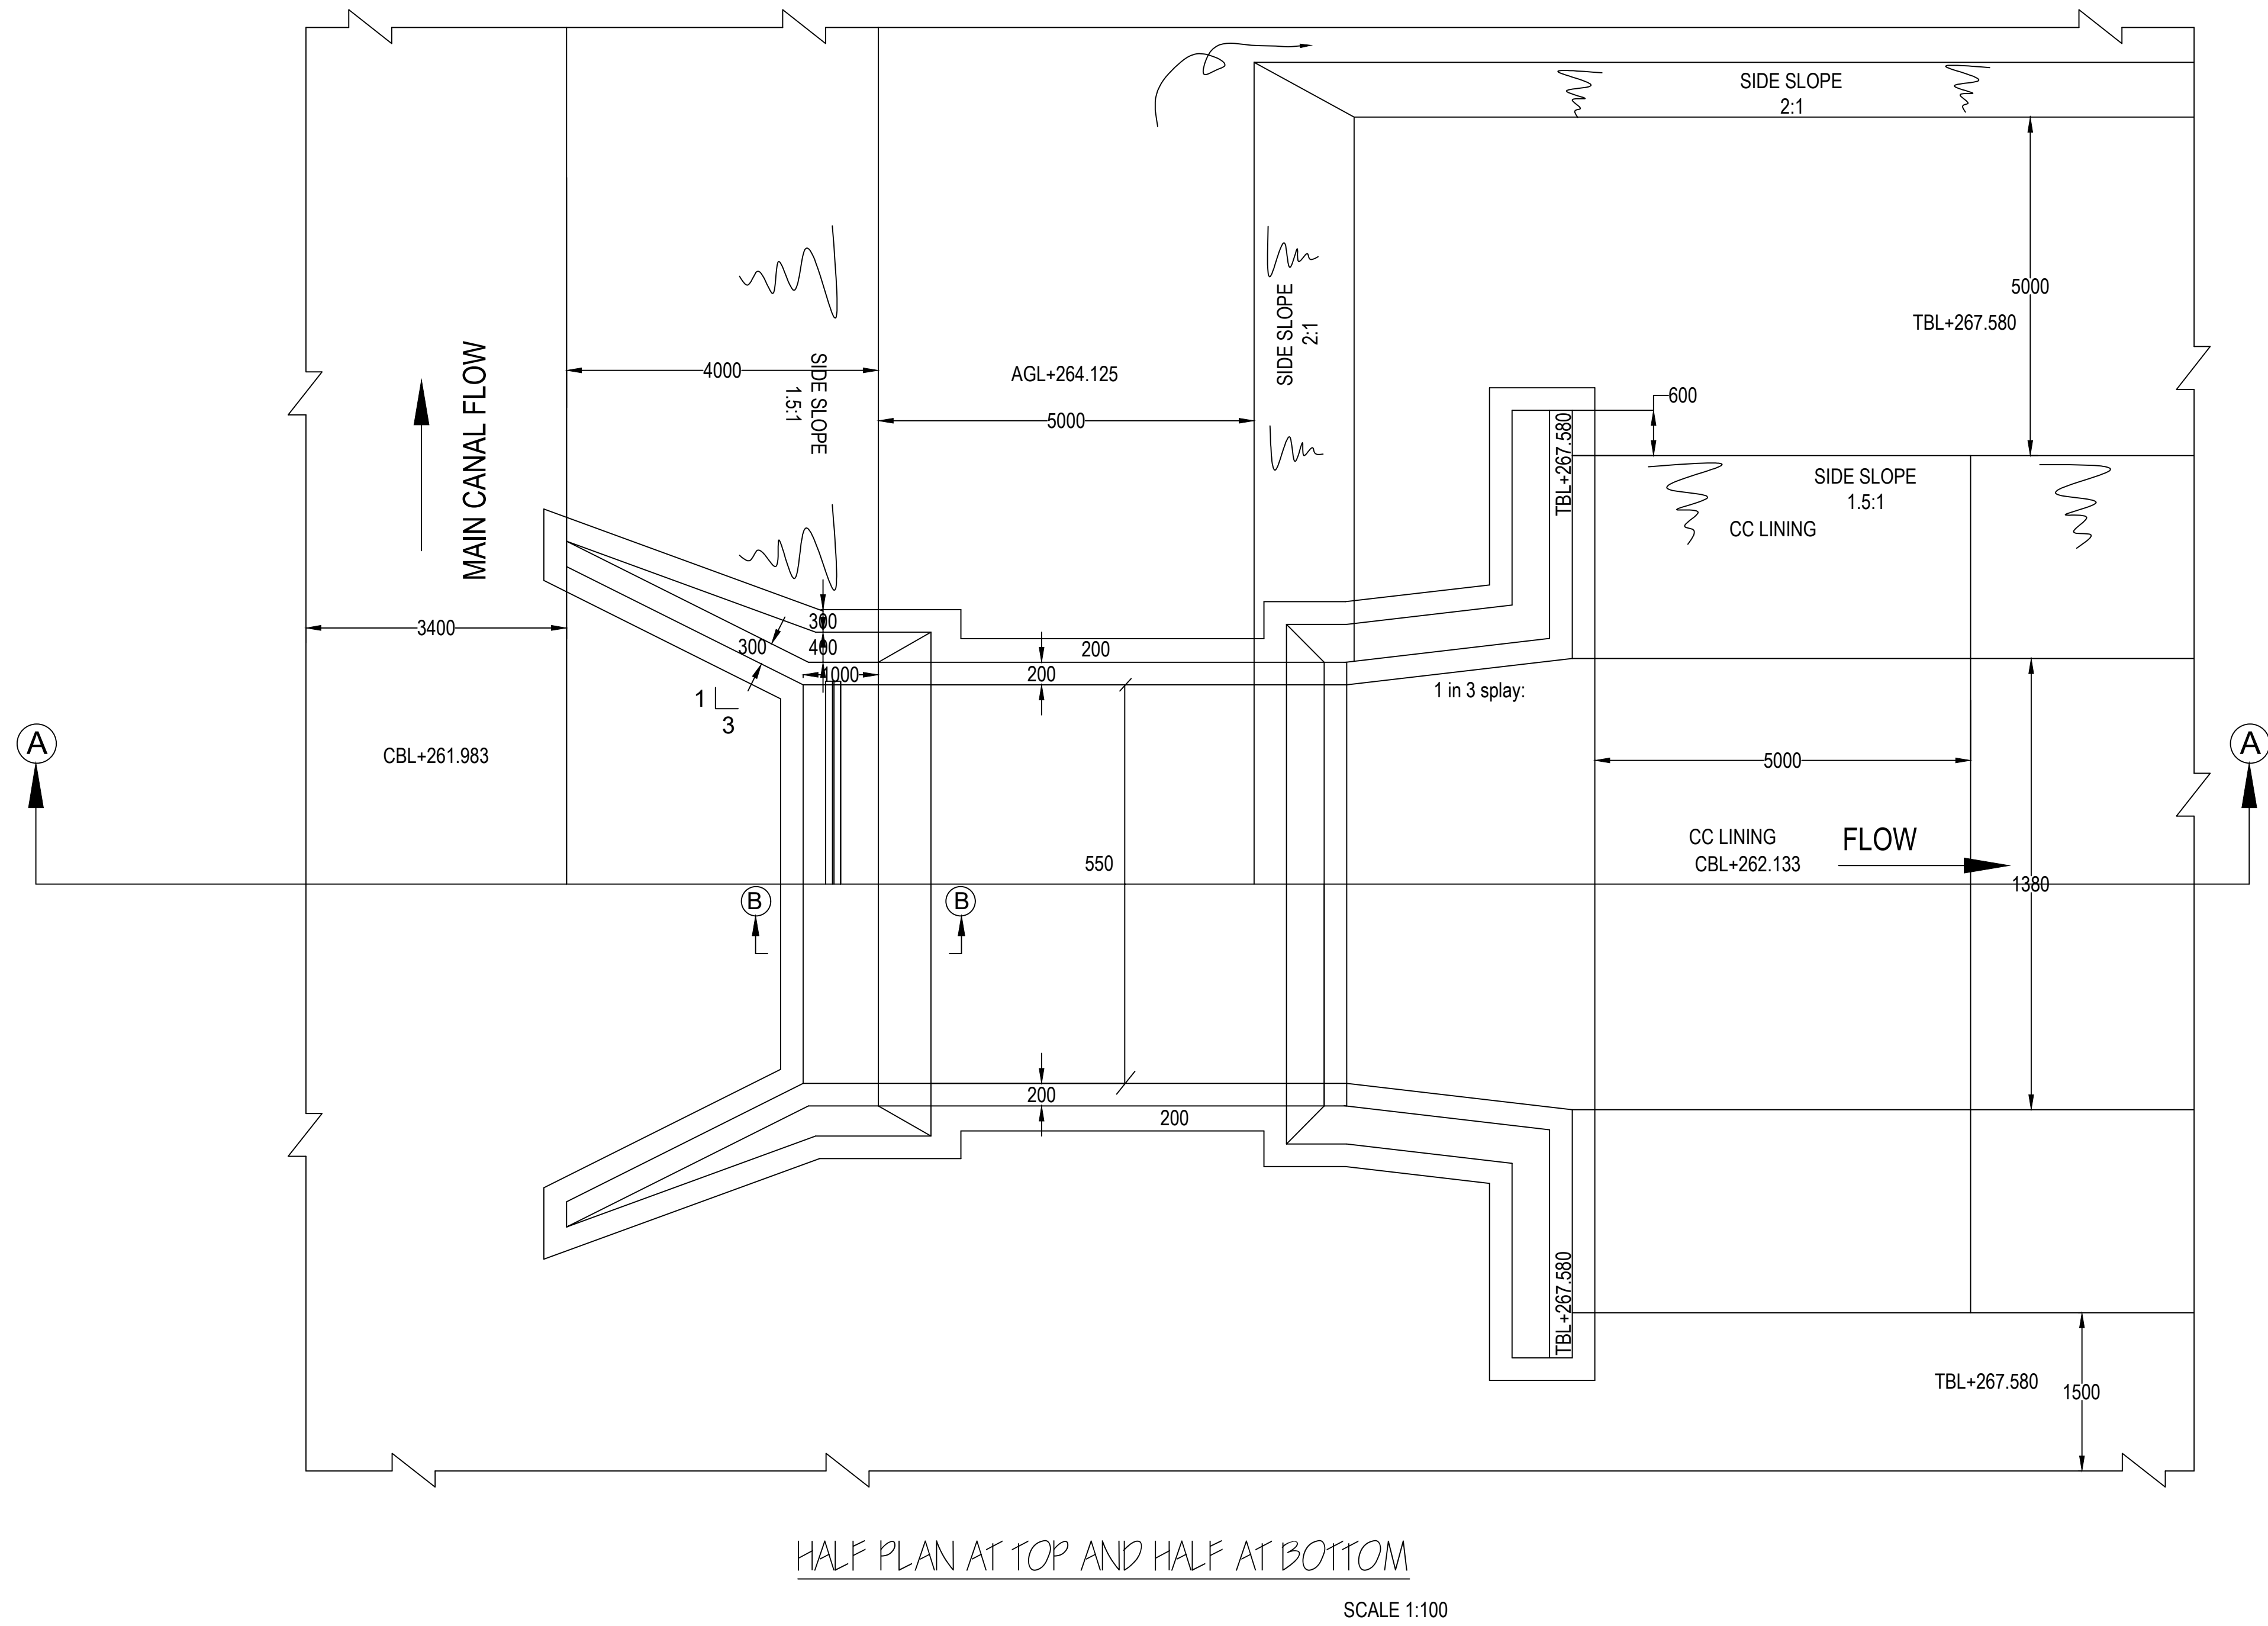 SIDE SLOPE
2:1
5000
TBL+267.580
MAIN CANAL FLOW
4000
SIDE SLOPE
1.5:1
AGL+264.125
5000
SIDE SLOPE
2:1
600
TBL+267.580
SIDE SLOPE
1.5:1
CC LINING
3400
300
400
300
1000
200
200
1 in 3 splay:
1
3
A
CBL+261.983
5000
A
550
CC LINING
CBL+262.133
FLOW
1380
B
B
200
200
TBL+267.580
TBL+267.580
1500
HALF PLAN AT TOP AND HALF AT BOTTOM
SCALE 1:100